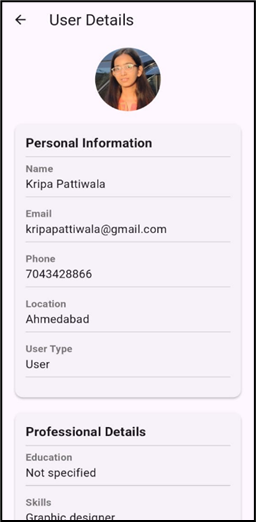 User Details
Personal Information
Name
Kripa Pattiwala
Email
kripapattiwala@gmail.com
Phone
7043428866
Location
Ahmedabad
User Type
User
Professional Details
Education
Not specified
Skills
Graphic designer